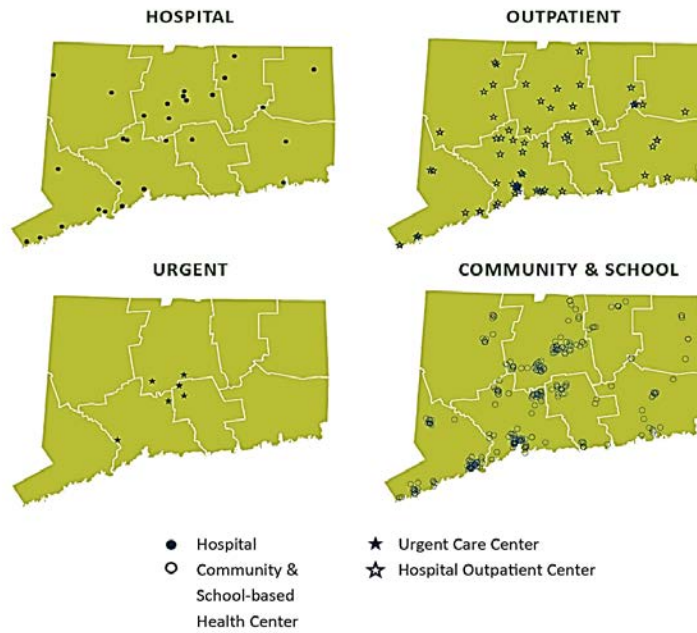 HOSPITAL
OUTPATIENT
URGENT
COMMUNITY & SCHOOL
Hospital
Community &
School-based
Health Center
Urgent Care Center
Hospital Outpatient Center